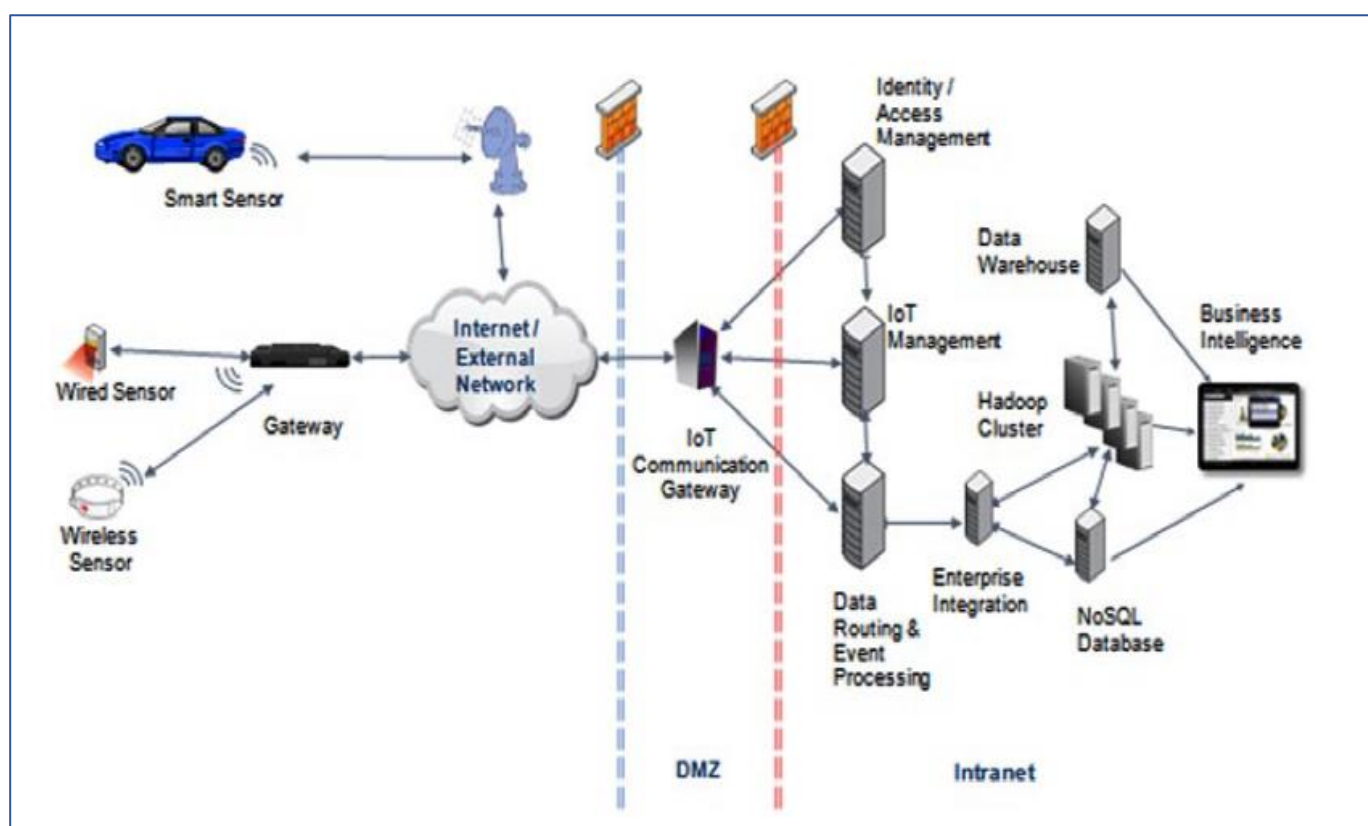 Identity /
Access
Management
Smart Sensor
Data
Warehouse
Internet /
External
Network
IoT
Management
Business
Intelligence
Wired Sensor
Gateway
Hadoop
Cluster
IoT
Communication
Gateway
Wireless
Sensor
Enterprise
Integration
Data
Routing &
Event
Processing
NoSQL
Database
DMZ
Intranet